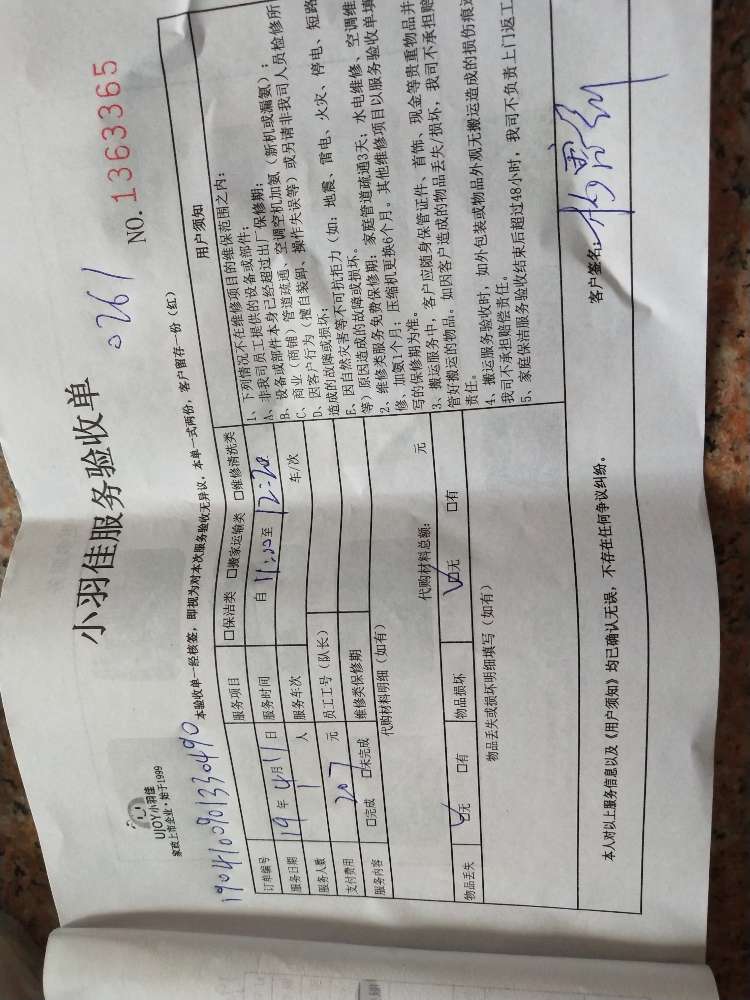 UJOY小羽佳
家政上市企业·始于1999
小羽佳服务验收单
0261
NO. 1363365
本验收单一经核签，即视为对本次服务验收无异议，本单一式两份，客户留存一份（红）
190410901330490
订单编号
服务项目 □保洁类 □搬家运输类 □维修清洗类
服务日期 19 年 4 月 11 日 服务时间 自 11:00 至 12:20
服务人数 1 人 服务车次 车/次
支付费用 207 元 员工工号（队长）
服务内容 □完成 □未完成 维修类保修期
代购材料明细（如有）
代购材料总额： 元
物品丢失 ☑无 □有 物品损坏 ☑无 □有
物品丢失或损坏明细填写（如有）
用户须知
1、下列情况不在维修项目的维保范围之内：
A、非我司员工提供的设备或部件；
B、设备或部件本身已经超过出厂保修期；
C、商业（商铺）管道疏通、空调空机加氨（新机或漏氨）；
D、因客户行为（擅自装卸、操作失误等）或另请非我司人员检修所
造成的故障或损坏；
E、因自然灾害等不可抗拒力（如：地震、雷电、火灾、停电、短路
等）原因造成的故障或损坏。
2、维修类服务免费保修期：家庭管道疏通3天；水电维修、空调维
修、加氨1个月；压缩机更换6个月。其他维修项目以服务验收单填
写的保修期为准。
3、搬运服务中，客户应随身保管证件、首饰、现金等贵重物品并
管好搬运的物品。如因客户造成的物品丢失/损坏，我司不承担赔
责任。
4、搬运服务验收时，如外包装或物品外观无搬运造成的损伤痕迹
我司不承担赔偿责任。
5、家庭保洁服务验收结束后超过48小时，我司不负责上门返工
客户签名：
本人对以上服务信息以及《用户须知》均已确认无误，不存在任何争议纠纷。